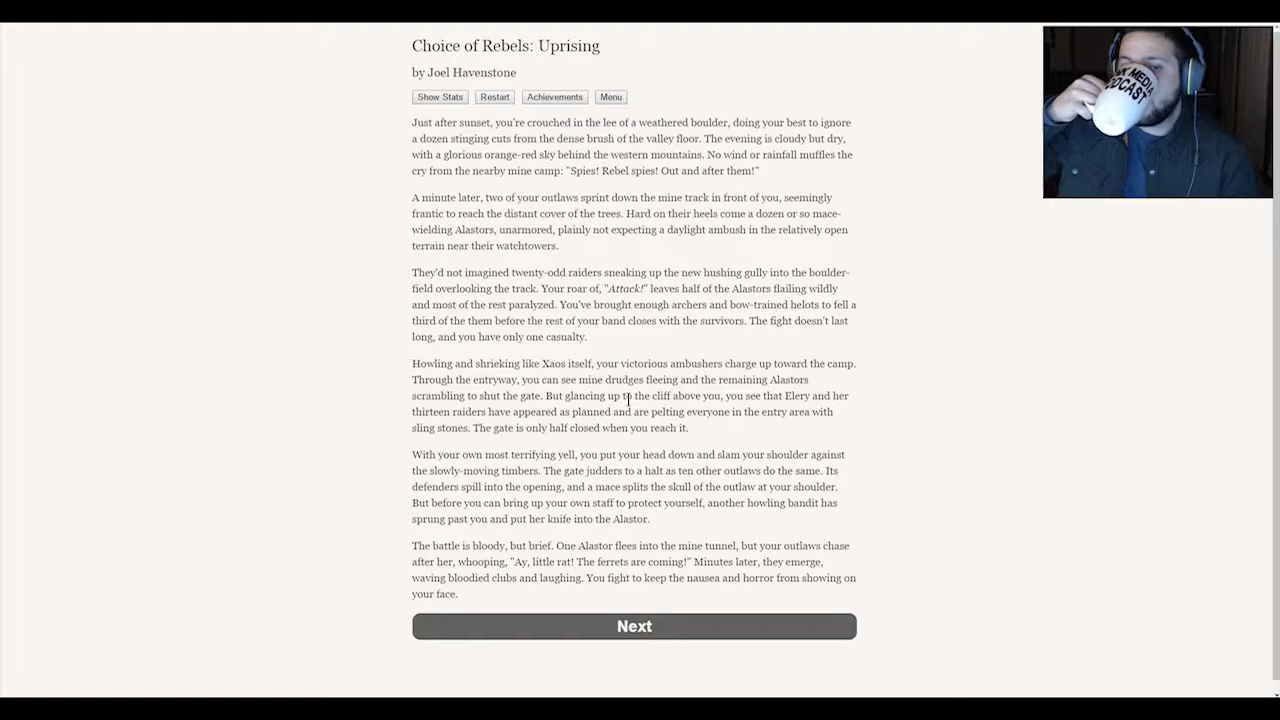 Choice of Rebels: Uprising
by Joel Havenstone
Show Stats
Restart
Achievements
Menu
Just after sunset, you're crouched in the lee of a weathered boulder, doing your best to ignore
a dozen stinging cuts from the dense brush of the valley floor. The evening is cloudy but dry,
with a glorious orange-red sky behind the western mountains. No wind or rainfall muffles the
cry from the nearby mine camp: "Spies! Rebel spies! Out and after them!"
A minute later, two of your outlaws sprint down the mine track in front of you, seemingly
frantic to reach the distant cover of the trees. Hard on their heels come a dozen or so mace-
wielding Alastors, unarmored, plainly not expecting a daylight ambush in the relatively open
terrain near their watchtowers.
They'd not imagined twenty-odd raiders sneaking up the new hushing gully into the boulder-
field overlooking the track. Your roar of, "Attack!" leaves half of the Alastors flailing wildly
and most of the rest paralyzed. You've brought enough archers and bow-trained helots to fell a
third of the them before the rest of your band closes with the survivors. The fight doesn't last
long, and you have only one casualty.
Howling and shrieking like Xaos itself, your victorious ambushers charge up toward the camp.
Through the entryway, you can see mine drudges fleeing and the remaining Alastors
scrambling to shut the gate. But glancing up to the cliff above you, you see that Elery and her
thirteen raiders have appeared as planned and are pelting everyone in the entry area with
sling stones. The gate is only half closed when you reach it.
With your own most terrifying yell, you put your head down and slam your shoulder against
the slowly-moving timbers. The gate judders to a halt as ten other outlaws do the same. Its
defenders spill into the opening, and a mace splits the skull of the outlaw at your shoulder.
But before you can bring up your own staff to protect yourself, another howling bandit has
sprung past you and put her knife into the Alastor.
The battle is bloody, but brief. One Alastor flees into the mine tunnel, but your outlaws chase
after her, whooping, "Ay, little rat! The ferrets are coming!" Minutes later, they emerge,
waving bloodied clubs and laughing. You fight to keep the nausea and horror from showing on
your face.
Next
MEDIA